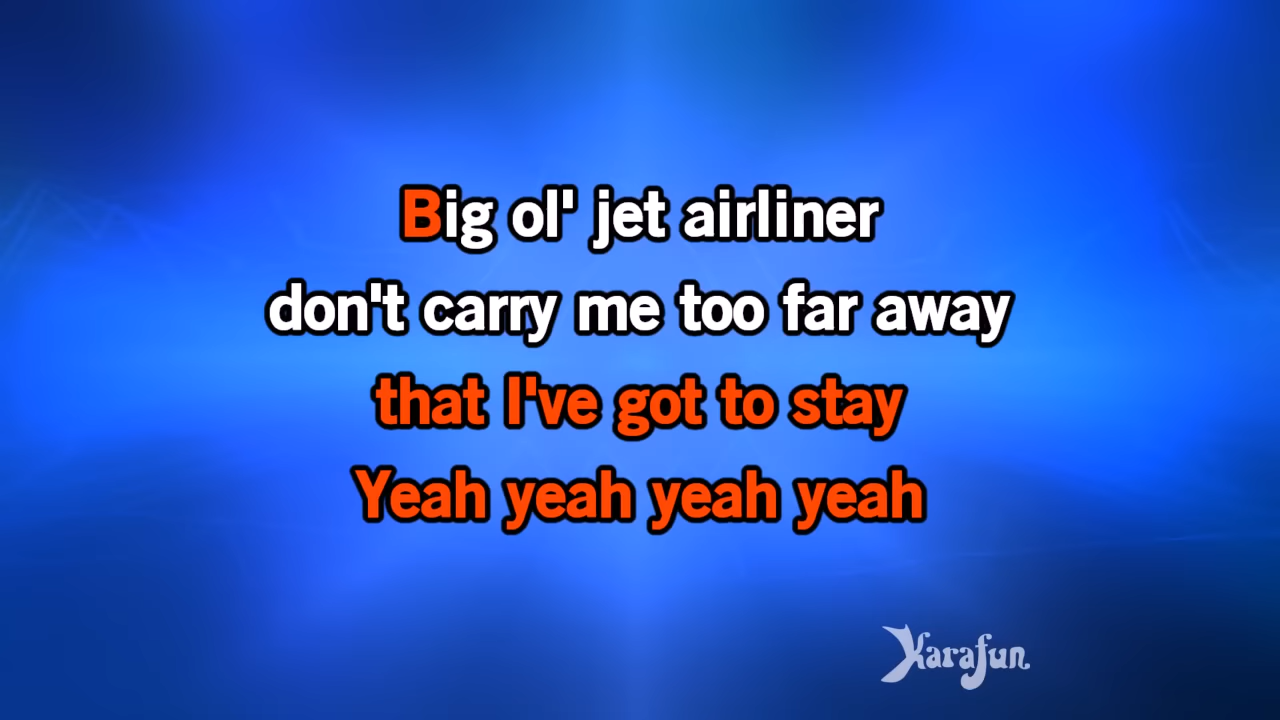 Big ol' jet airliner
don't carry me too far away
that I've got to stay
Yeah yeah yeah yeah
Karafun